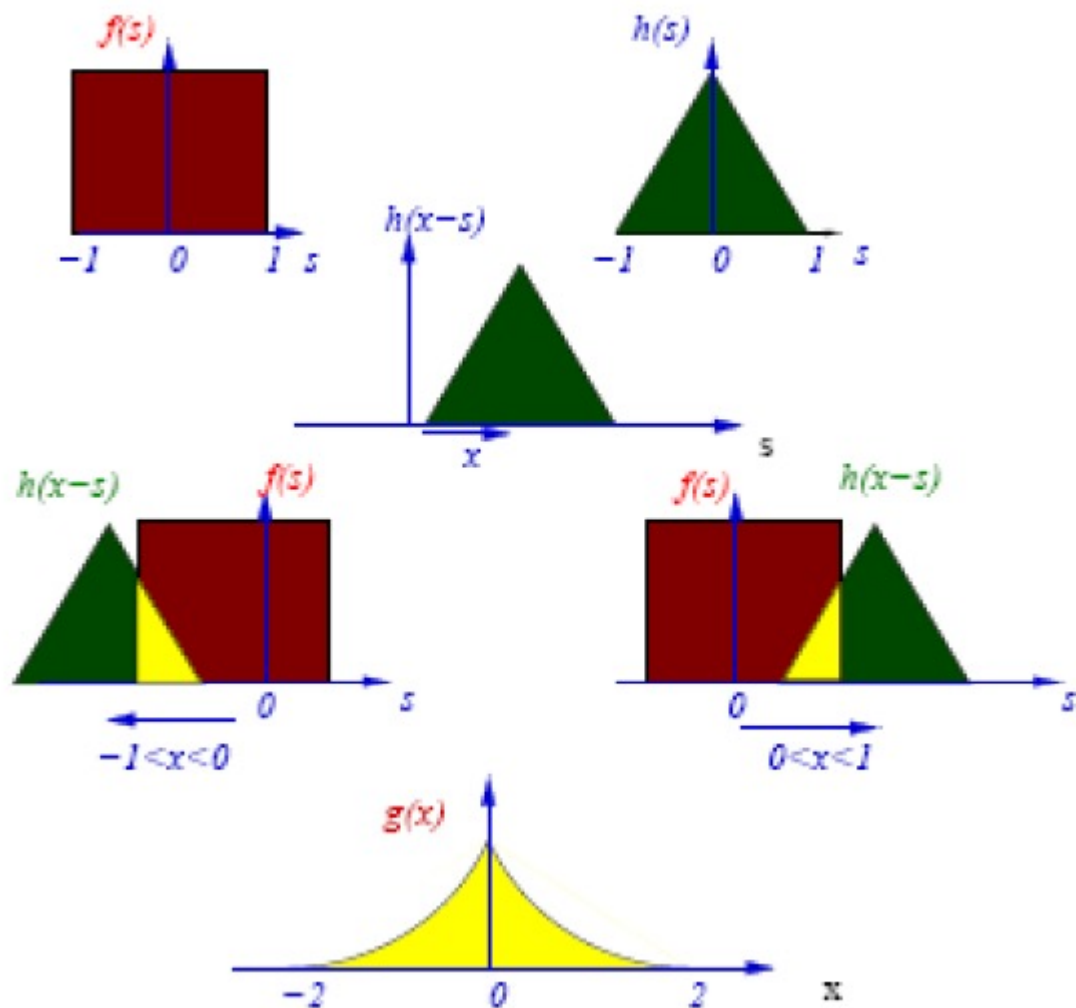 f(s)
h(s)
−1 0 1 s
h(x−s)
−1 0 1 s
x
s
h(x−s)
f(s)
f(s)
h(x−s)
0 s
0 s
−1<x<0
0<x<1
g(x)
−2 0 2 x